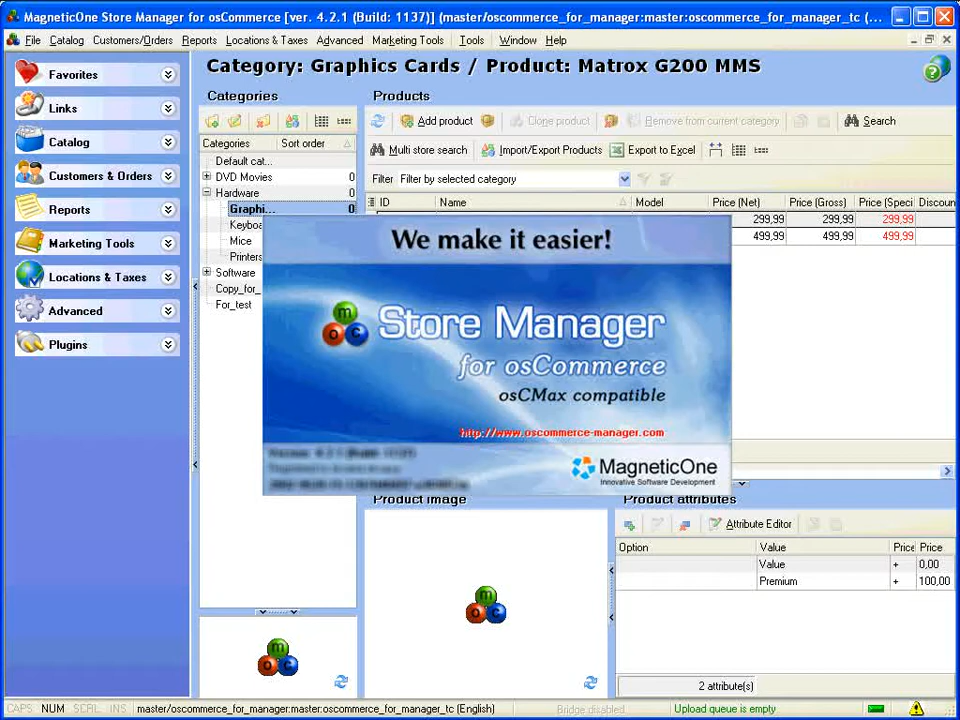 MagneticOne Store Manager for osCommerce [ver. 4.2.1 (Build: 1137)] (master/oscommerce_for_manager:master:oscommerce_for_manager_tc (...
File Catalog Customers/Orders Reports Locations & Taxes Advanced Marketing Tools Tools Window Help
Favorites
Links
Catalog
Customers & Orders
Reports
Marketing Tools
Locations & Taxes
Advanced
Plugins
Category: Graphics Cards / Product: Matrox G200 MMS
Categories
Categories Sort order
Default cat...
DVD Movies 0
Hardware 0
Graphi... 0
Keyboa
Mice
Printers
Software
Copy_for_
For_test
Products
Add product Clone product Remove from current category Search
Multi store search Import/Export Products Export to Excel
Filter Filter by selected category
ID Name Model Price (Net) Price (Gross) Price (Speci Discoun
299,99 299,99 299,99
499,99 499,99 499,99
We make it easier!
m o c
Store Manager
for osCommerce
osCMax compatible
http://www.oscommerce-manager.com
MagneticOne
Innovative Software Development
Product image
m o c
m o c
Product attributes
Attribute Editor
Option Value Price Price
Value + 0,00
Premium + 100,00
2 attribute(s)
CAPS NUM SCRL INS master/oscommerce_for_manager:master:oscommerce_for_manager_tc (English) Bridge disabled Upload queue is empty